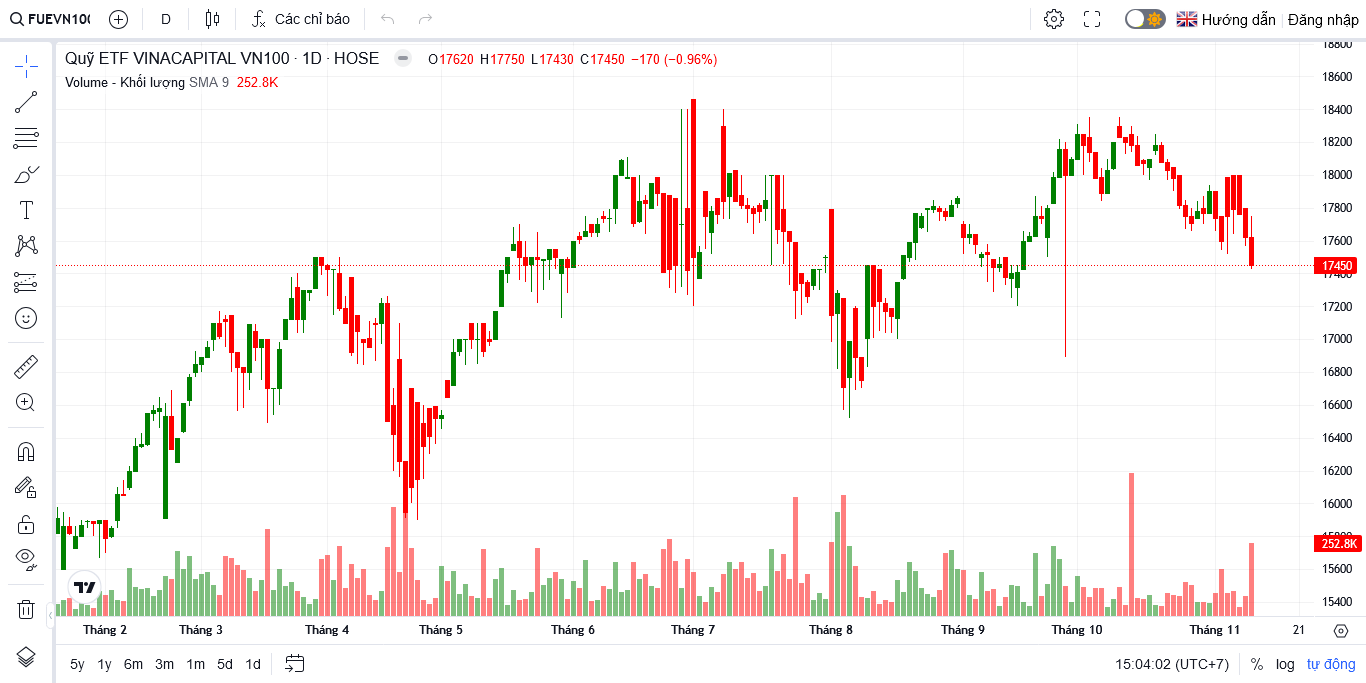 FUEVN100
D
Các chỉ báo
Hướng dẫn
Đăng nhập
Quỹ ETF VINACAPITAL VN100 · 1D · HOSE
O17620 H17750 L17430 C17450 −170 (−0.96%)
Volume - Khối lượng SMA 9 252.8K
18800
18600
18400
18200
18000
17800
17600
17450
17400
17200
17000
16800
16600
16400
16200
16000
15800
252.8K
15600
15400
Tháng 2 Tháng 3 Tháng 4 Tháng 5 Tháng 6 Tháng 7 Tháng 8 Tháng 9 Tháng 10 Tháng 11 21
5y 1y 6m 3m 1m 5d 1d
15:04:02 (UTC+7) % log tự động